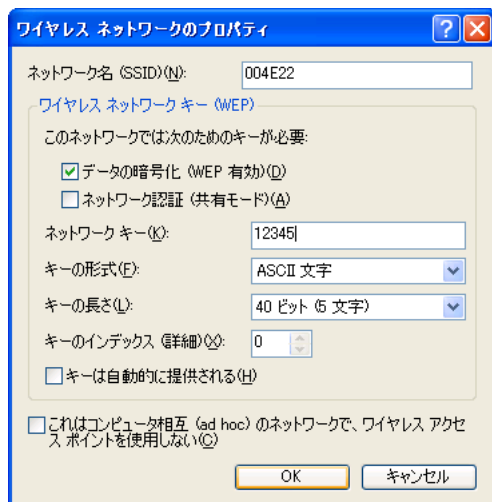 ワイヤレス ネットワークのプロパティ
ネットワーク名 (SSID)(N): 004E22
ワイヤレス ネットワーク キー (WEP)
このネットワークでは次のためのキーが必要:
データの暗号化 (WEP 有効)(D)
ネットワーク認証 (共有モード)(A)
ネットワーク キー(K): 12345
キーの形式(F): ASCII 文字
キーの長さ(L): 40 ビット (5 文字)
キーのインデックス (詳細)(X): 0
キーは自動的に提供される(H)
これはコンピュータ相互 (ad hoc) のネットワークで、ワイヤレス アクセ
ス ポイントを使用しない(C)
OK キャンセル